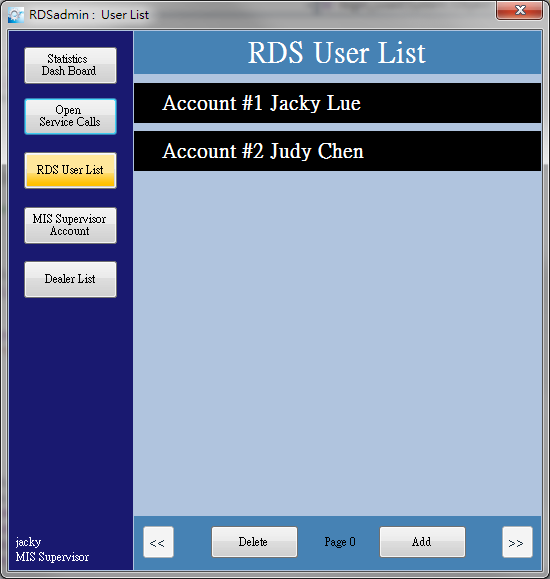 RDSadmin : User List
Statistics
Dash Board
Open
Service Calls
RDS User List
MIS Supervisor
Account
Dealer List
jacky
MIS Supervisor
RDS User List
Account #1 Jacky Lue
Account #2 Judy Chen
<<
Delete
Page 0
Add
>>